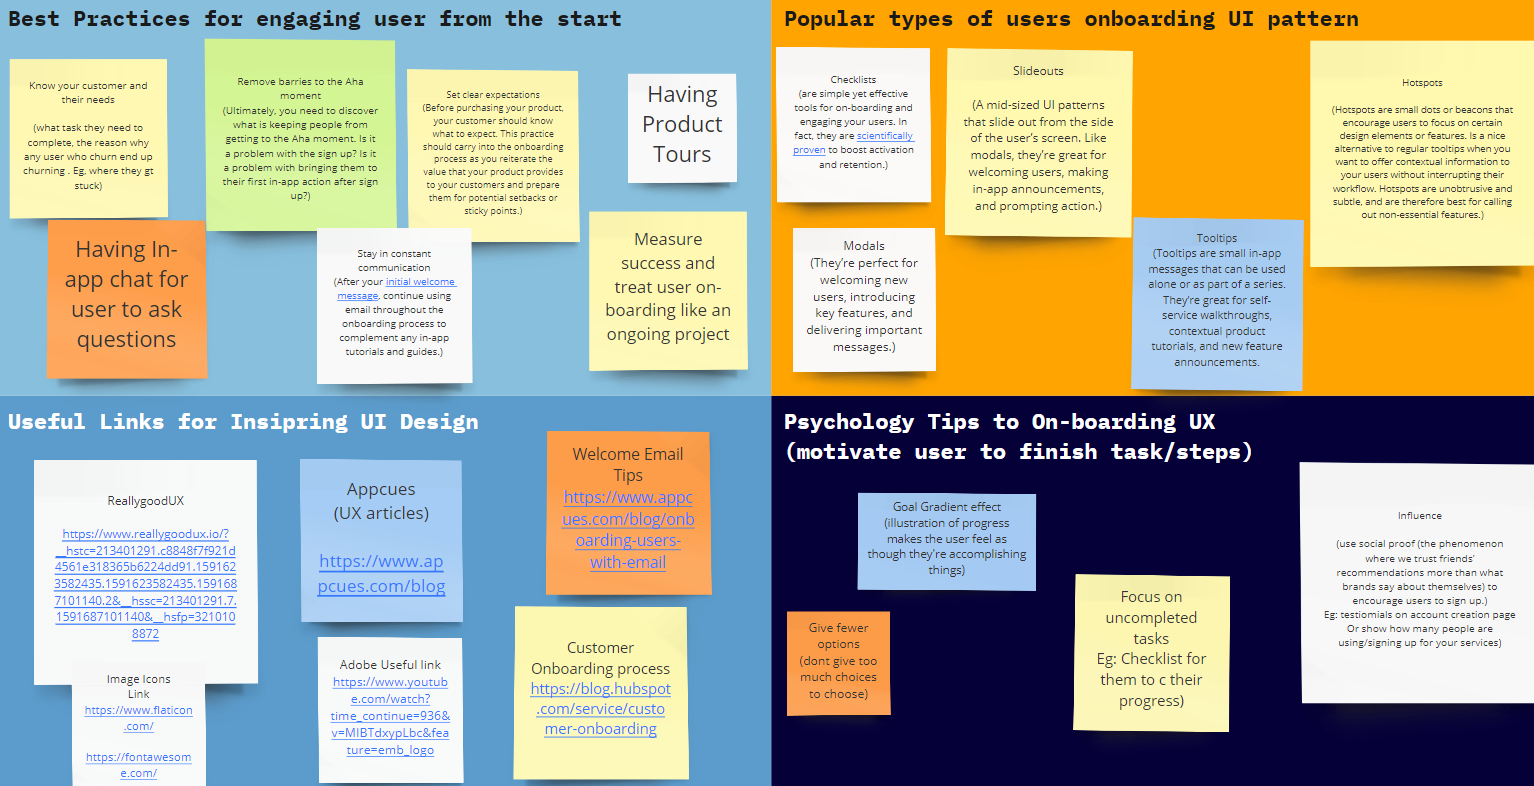 Best Practices for engaging user from the start
Know your customer and
their needs
(what task they need to
complete, the reason why
any user who churn end up
churning . Eg, where they gt
stuck)
Remove barries to the Aha
moment
(Ultimately, you need to discover
what is keeping people from
getting to the Aha moment. Is it
a problem with the sign up? Is it
a problem with bringing them to
their first in-app action after sign
up?)
Set clear expectations
(Before purchasing your product,
your customer should know
what to expect. This practice
should carry into the onboarding
process as you reiterate the
value that your product provides
to your customers and prepare
them for potential setbacks or
sticky points.)
Having
Product
Tours
Having In-
app chat for
user to ask
questions
Stay in constant
communication
(After your initial welcome
message, continue using
email throughout the
onboarding process to
complement any in-app
tutorials and guides.)
Measure
success and
treat user on-
boarding like an
ongoing project
Popular types of users onboarding UI pattern
Checklists
(are simple yet effective
tools for on-boarding and
engaging your users. In
fact, they are scientifically
proven to boost activation
and retention.)
Slideouts
(A mid-sized UI patterns
that slide out from the side
of the user's screen. Like
modals, they're great for
welcoming users, making
in-app announcements,
and prompting action.)
Hotspots
(Hotspots are small dots or beacons that
encourage users to focus on certain
design elements or features. Is a nice
alternative to regular tooltips when you
want to offer contextual information to
your users without interrupting their
workflow. Hotspots are unobtrusive and
subtle, and are therefore best for calling
out non-essential features.)
Modals
(They're perfect for
welcoming new
users, introducing
key features, and
delivering important
messages.)
Tooltips
(Tooltips are small in-app
messages that can be used
alone or as part of a series.
They're great for self-
service walkthroughs,
contextual product
tutorials, and new feature
announcements.
Useful Links for Insipring UI Design
ReallygoodUX
https://www.reallygoodux.io/?
__hstc=213401291.c8848f7f921d
4561e318365b6224dd91.159162
3582435.1591623582435.159168
7101140.2&__hssc=213401291.7.
1591687101140&__hsfp=321010
8872
Appcues
(UX articles)
https://www.ap
pcues.com/blog
Welcome Email
Tips
https://www.appc
ues.com/blog/onb
oarding-users-
with-email
Image Icons
Link
https://www.flaticon
.com/
https://fontawesom
e.com/
Adobe Useful link
https://www.youtub
e.com/watch?
time_continue=936&
v=MIBTdxypLbc&fea
ture=emb_logo
Customer
Onboarding process
https://blog.hubspot
.com/service/custo
mer-onboarding
Psychology Tips to On-boarding UX
(motivate user to finish task/steps)
Goal Gradient effect
(illustration of progress
makes the user feel as
though they're accomplishing
things)
Give fewer
options
(dont give too
much choices
to choose)
Focus on
uncompleted
tasks
Eg: Checklist for
them to c their
progress)
Influence
(use social proof (the phenomenon
where we trust friends'
recommendations more than what
brands say about themselves) to
encourage users to sign up.)
Eg: testiomials on account creation page
Or show how many people are
using/signing up for your services)